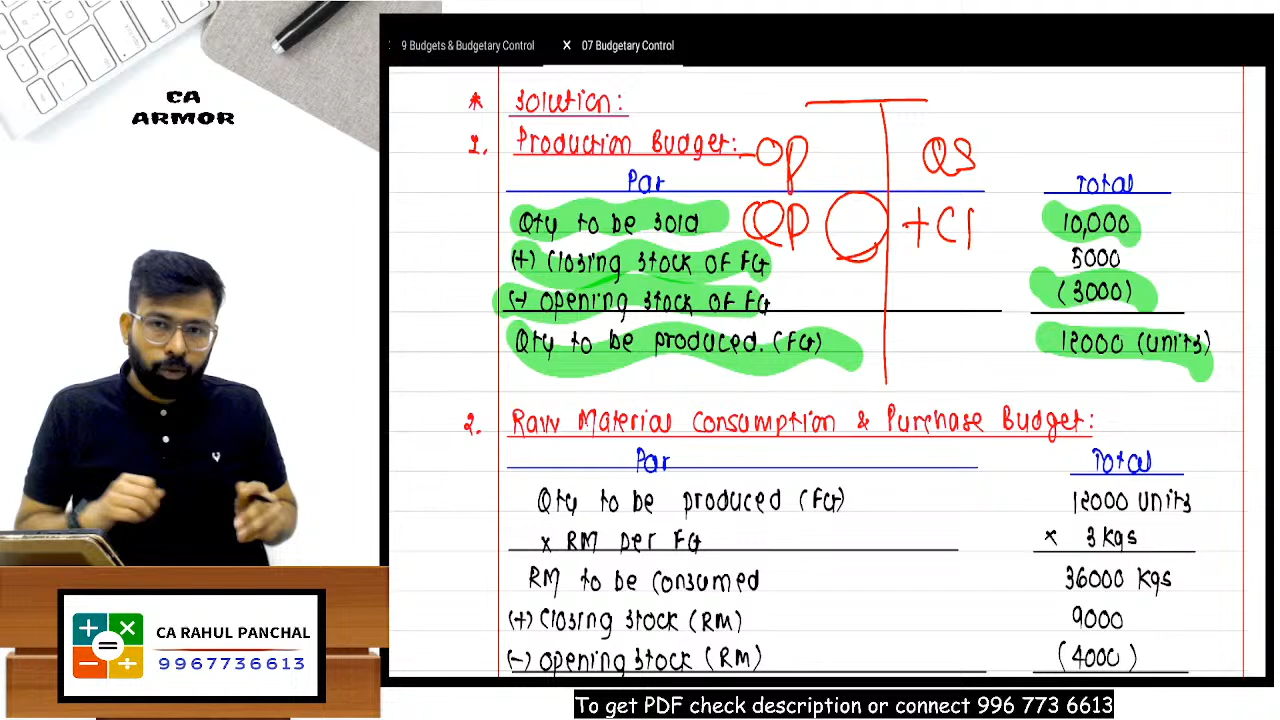 9 Budgets & Budgetary Control
X 07 Budgetary Control
CA
ARMOR
* Solution:
1. Production Budget:
OP
QS
Par Total
Qty to be sold 10,000
QP + Cl
(+) Closing stock OF FG 5000
(-) opening stock of FG (3000)
Qty to be produced. (FG) 12000 (units)
2. Raw Material Consumption & Purchase Budget:
Par Total
Qty to be produced (FG) 12000 units
x RM per FG x 3 kgs
RM to be consumed 36000 kgs
(+) Closing stock (RM) 9000
(-) opening stock (RM) (4000)
CA RAHUL PANCHAL
9967736613
To get PDF check description or connect 996 773 6613